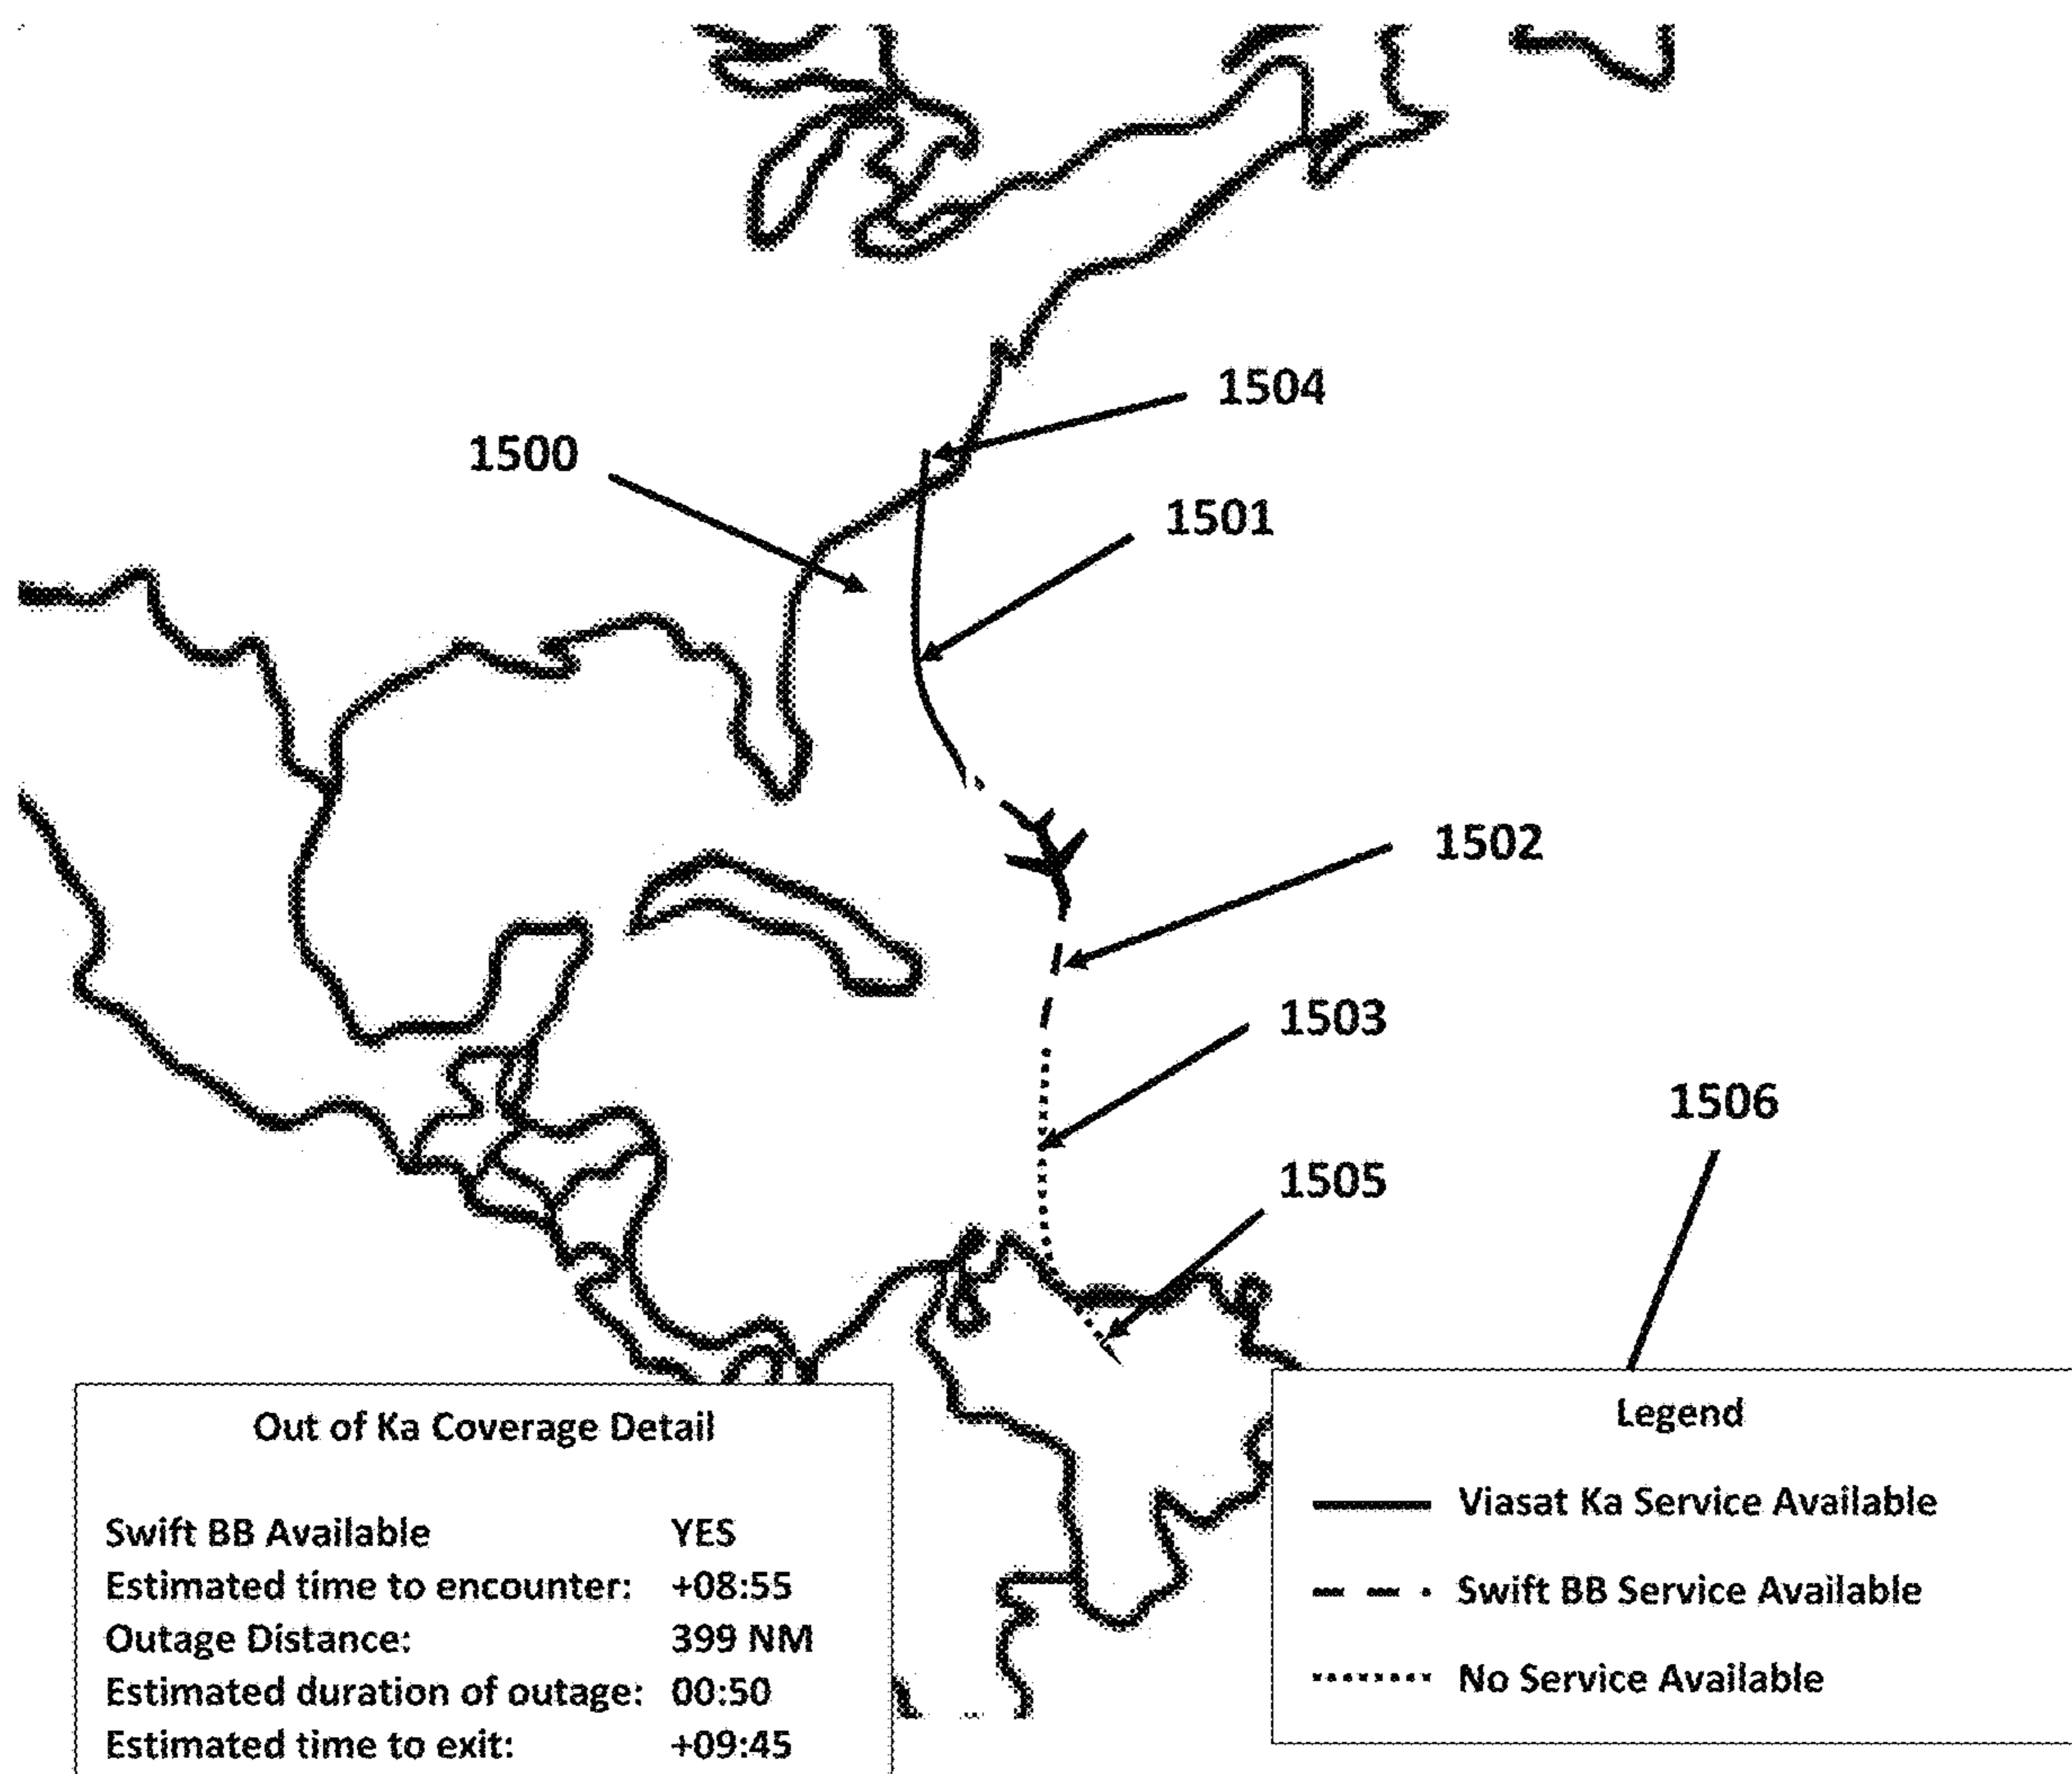 1504
1500
1501
1502
1503
1506
1505
Out of Ka Coverage Detail
Swift BB Available YES
Estimated time to encounter: +08:55
Outage Distance: 399 NM
Estimated duration of outage: 00:50
Estimated time to exit: +09:45
Legend
Viasat Ka Service Available
Swift BB Service Available
No Service Available